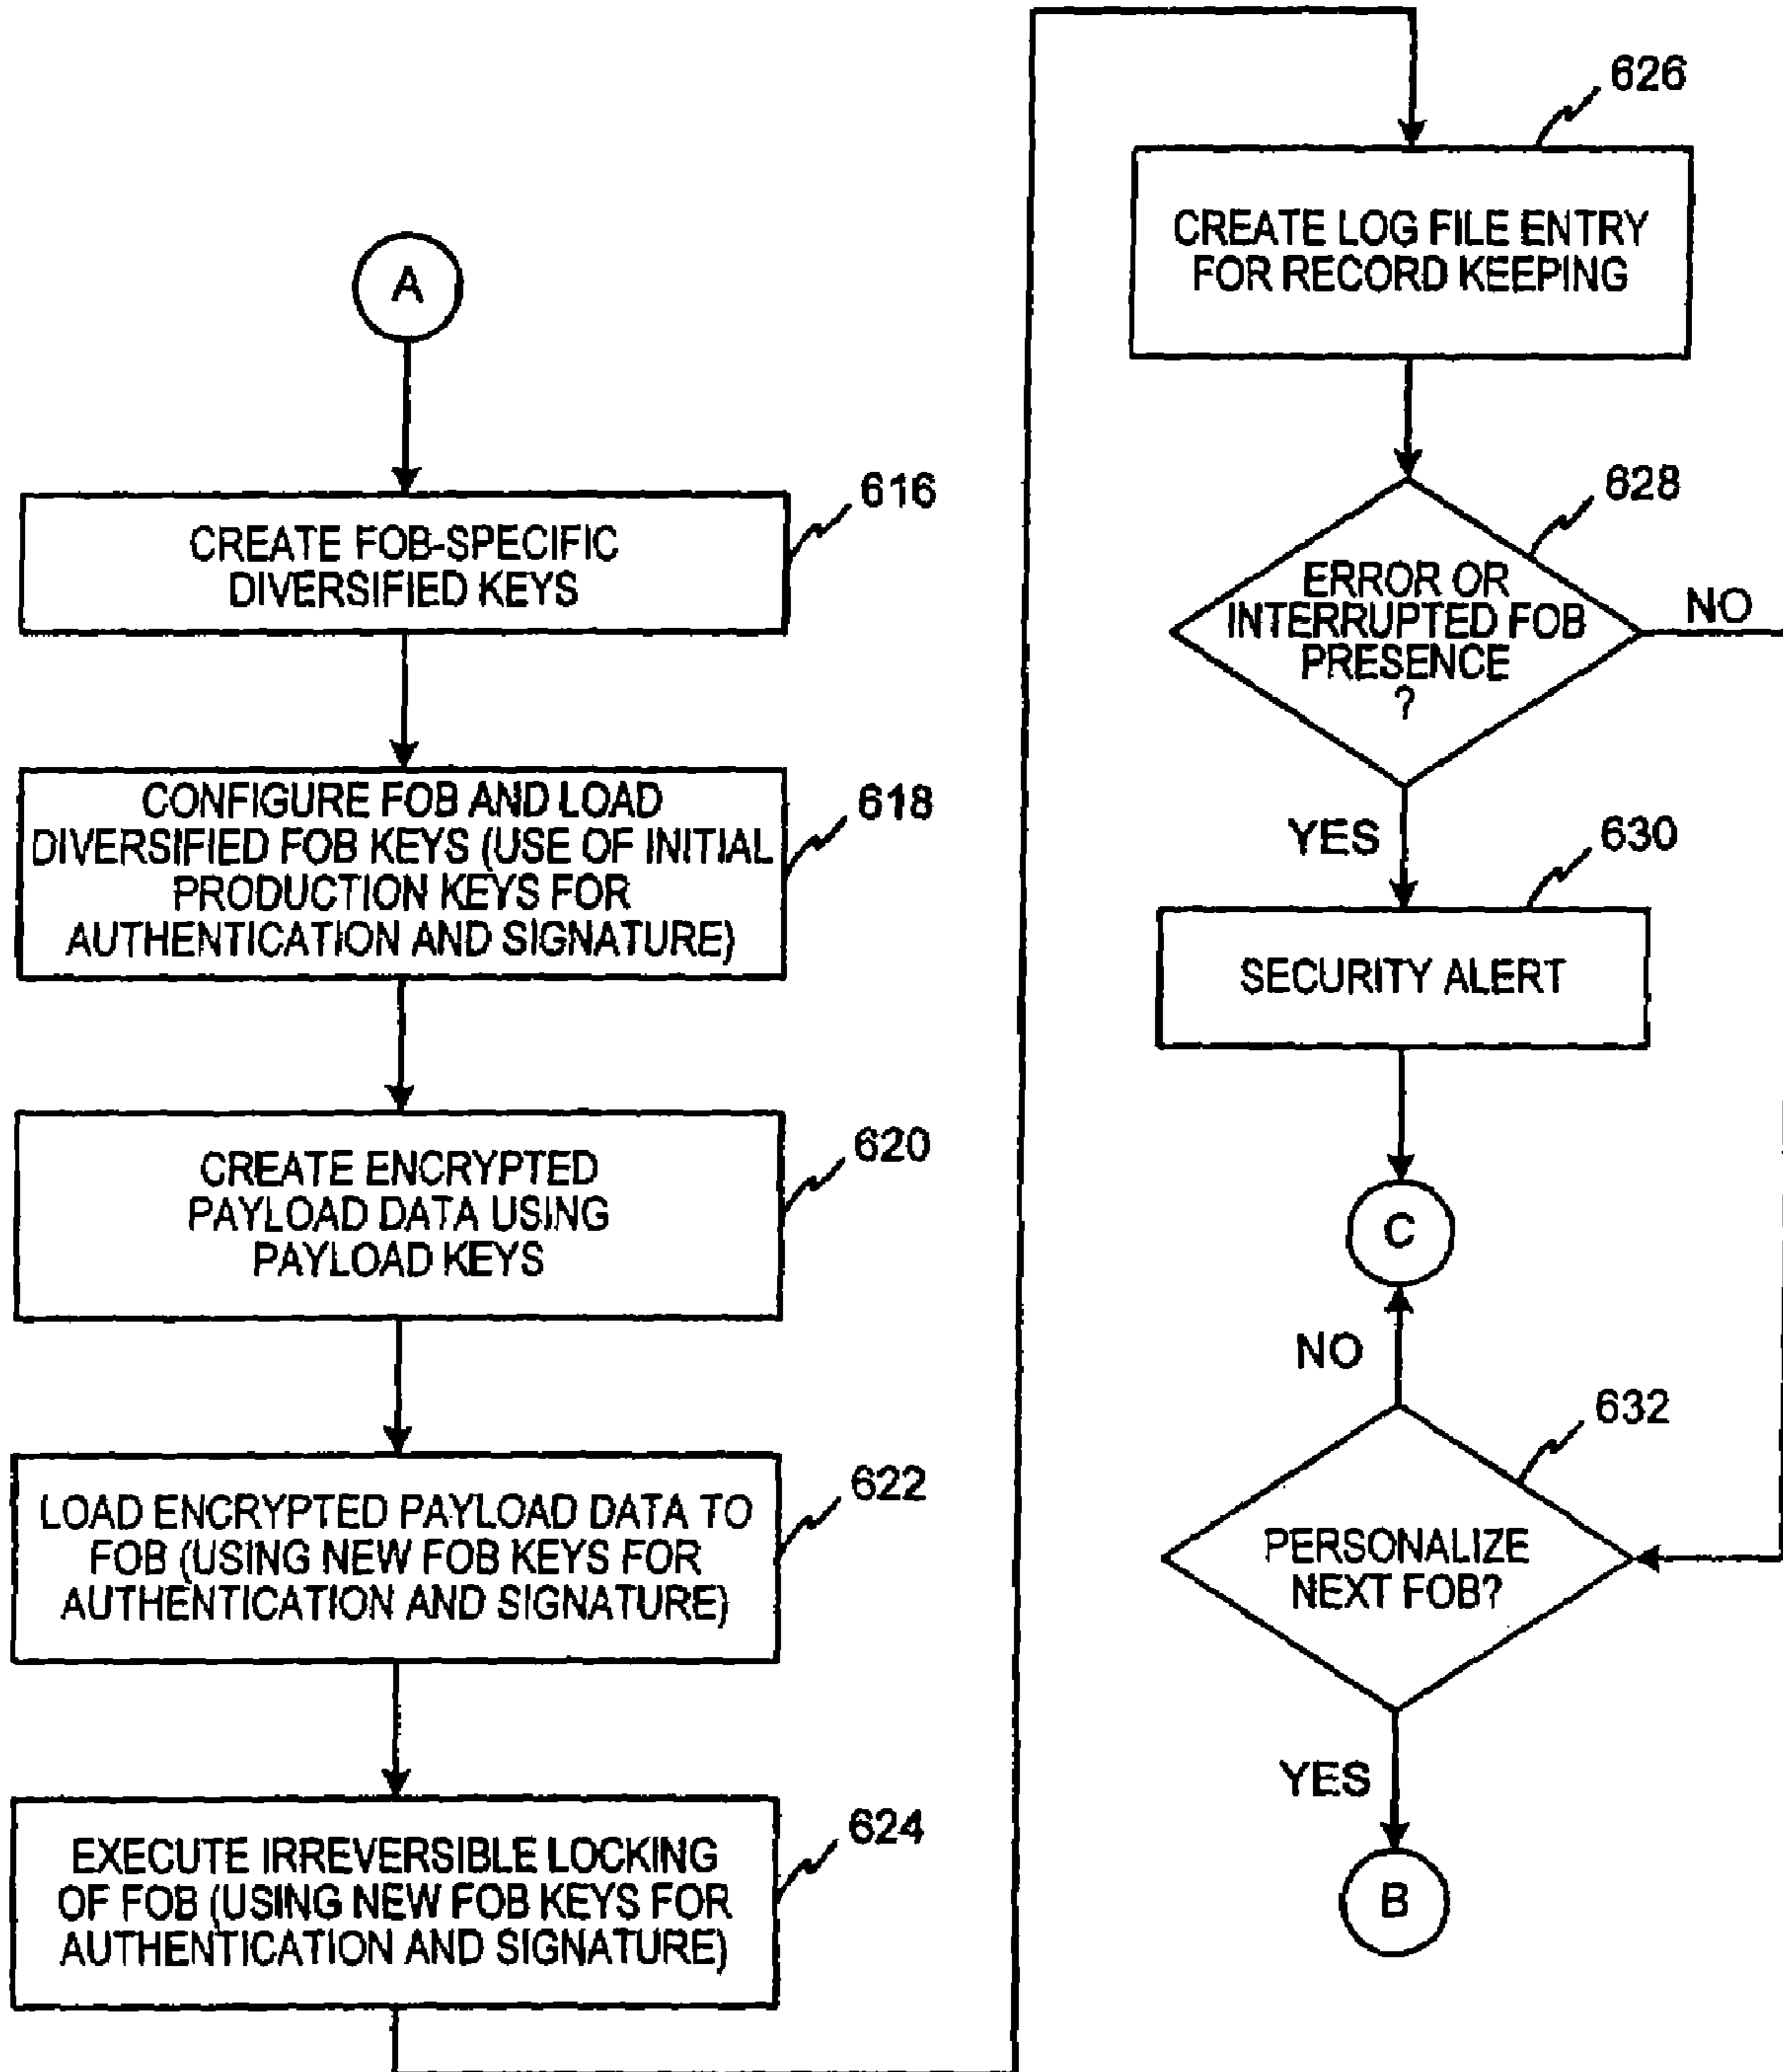 A
616
CREATE FOB-SPECIFIC
DIVERSIFIED KEYS
618
CONFIGURE FOB AND LOAD
DIVERSIFIED FOB KEYS (USE OF INITIAL
PRODUCTION KEYS FOR
AUTHENTICATION AND SIGNATURE)
620
CREATE ENCRYPTED
PAYLOAD DATA USING
PAYLOAD KEYS
622
LOAD ENCRYPTED PAYLOAD DATA TO
FOB (USING NEW FOB KEYS FOR
AUTHENTICATION AND SIGNATURE)
624
EXECUTE IRREVERSIBLE LOCKING
OF FOB (USING NEW FOB KEYS FOR
AUTHENTICATION AND SIGNATURE)
626
CREATE LOG FILE ENTRY
FOR RECORD KEEPING
628
ERROR OR
INTERRUPTED FOB
PRESENCE
?
NO
YES
630
SECURITY ALERT
C
NO
632
PERSONALIZE
NEXT FOB?
YES
B